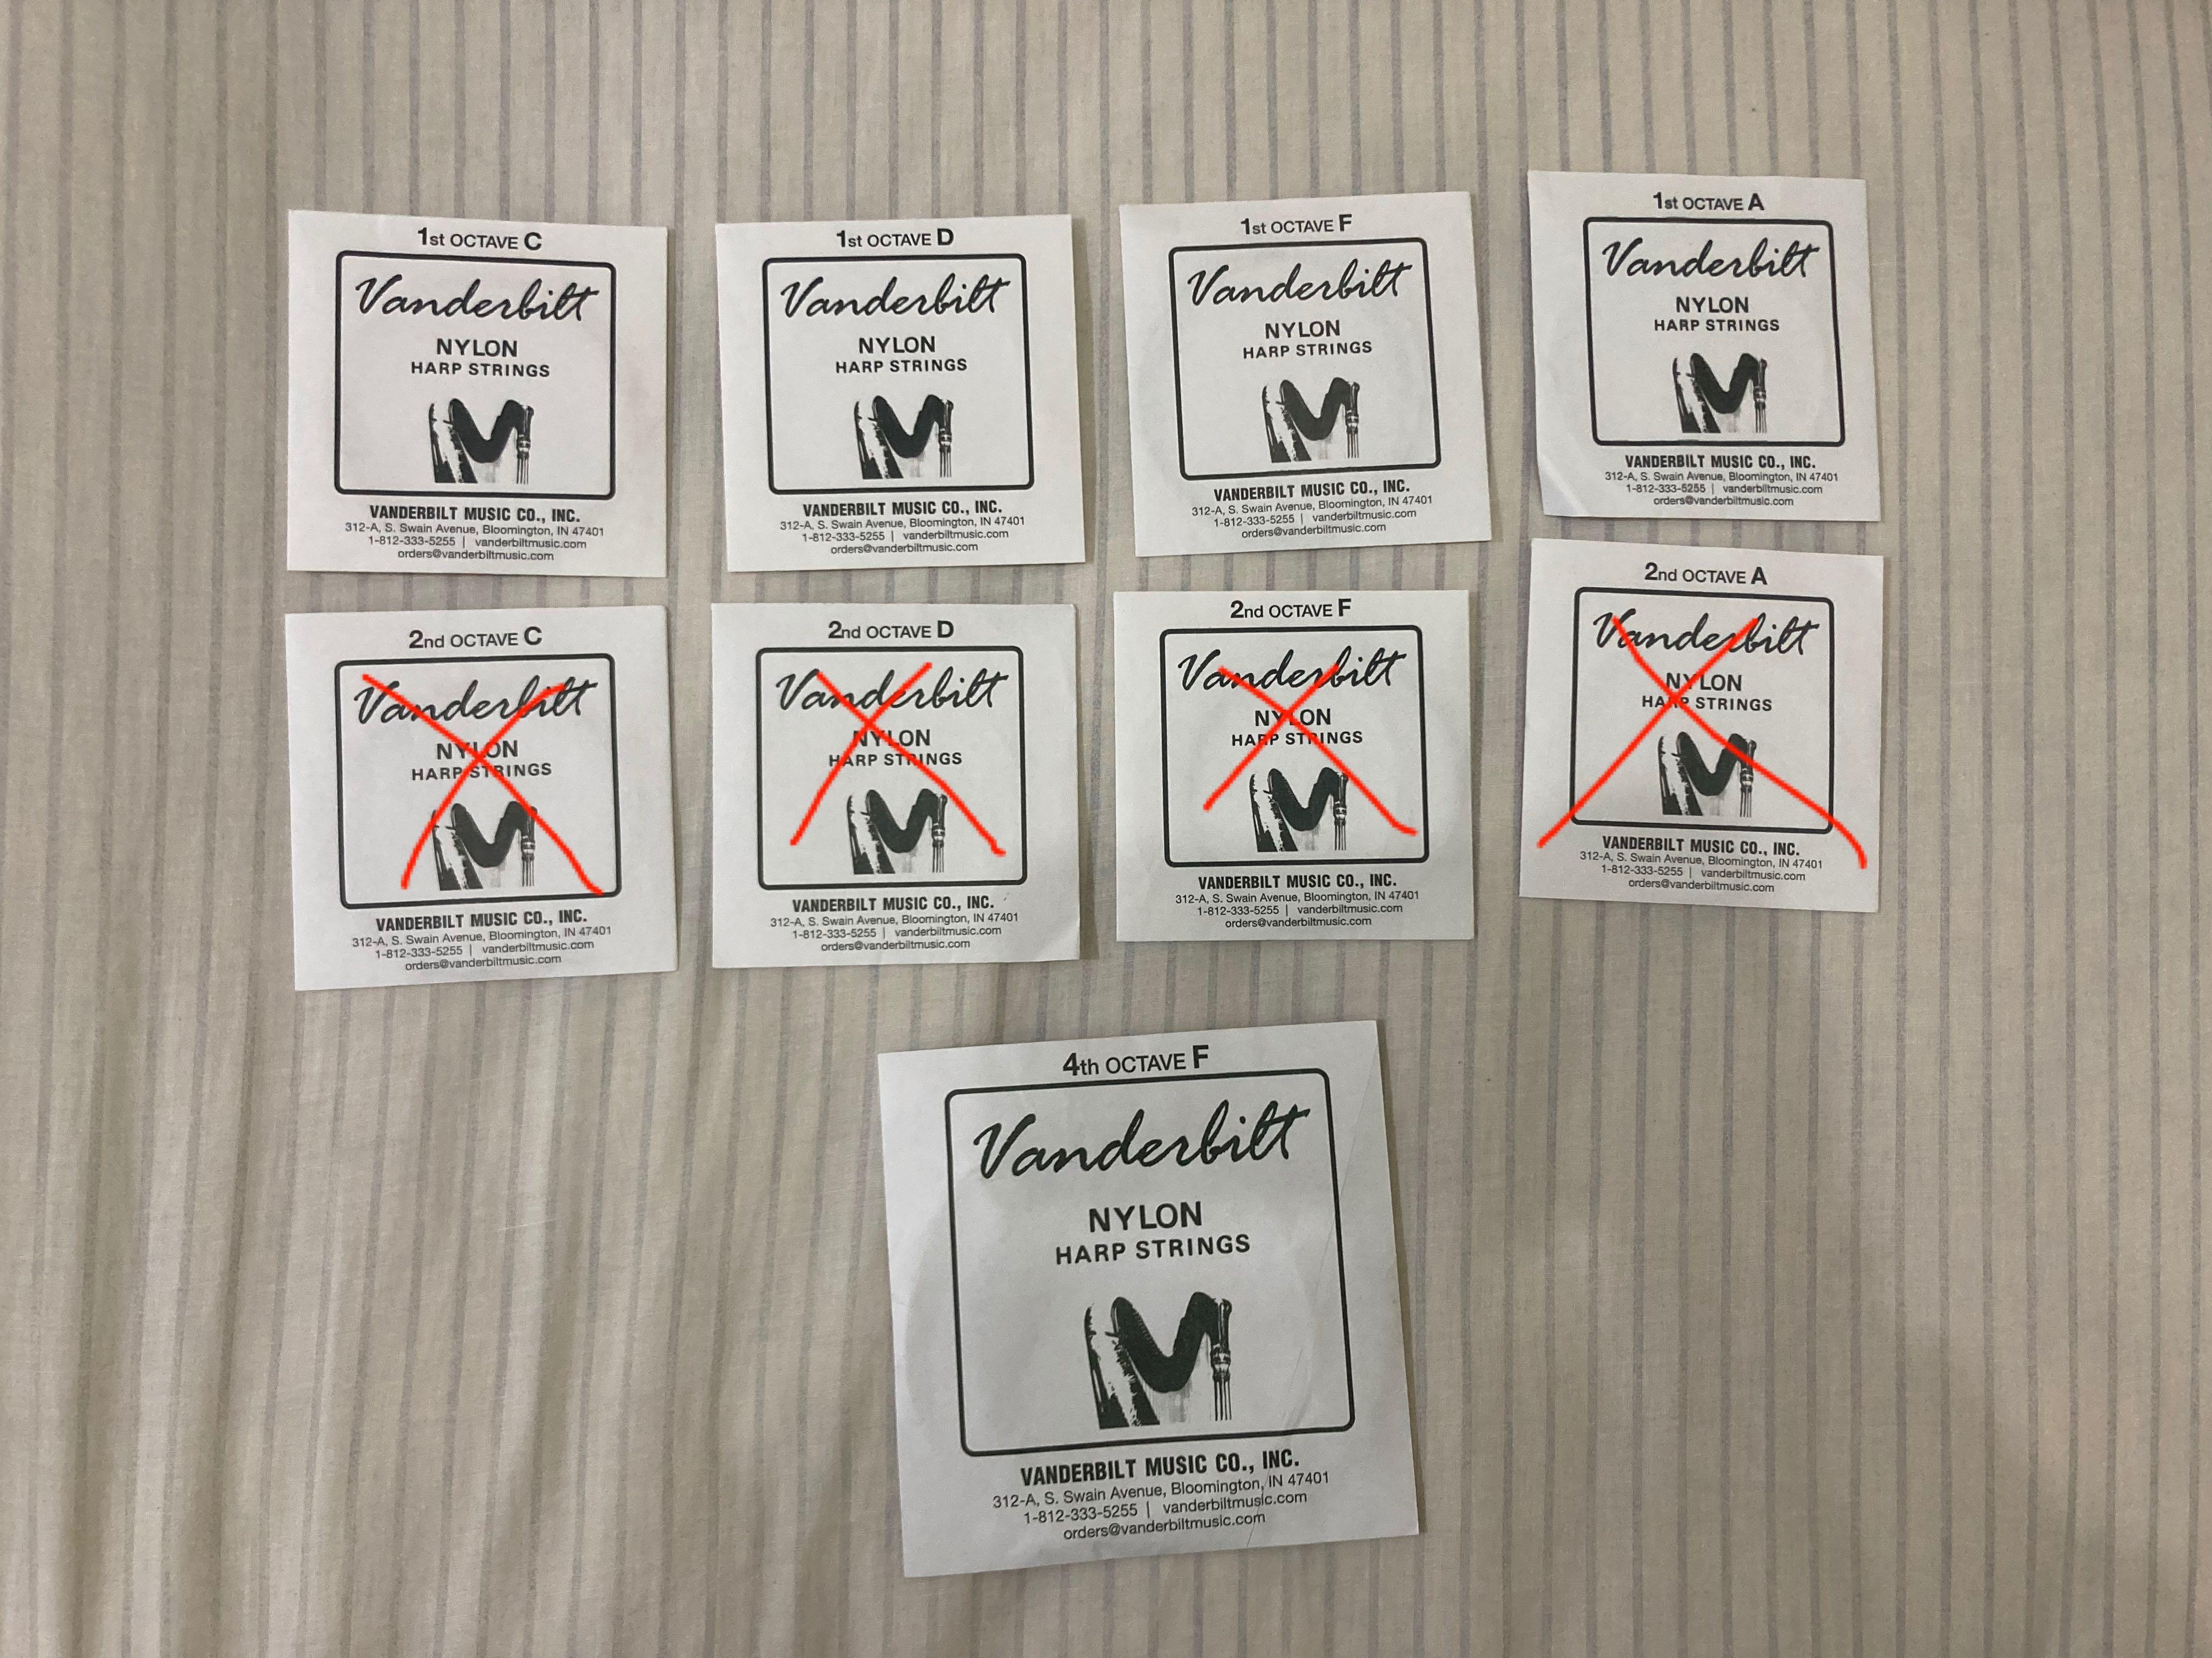 1st OCTAVE C
Vanderbilt
NYLON
HARP STRINGS
VANDERBILT MUSIC CO., INC.
312-A, S. Swain Avenue, Bloomington, IN 47401
1-812-333-5255 | vanderbiltmusic.com
orders@vanderbiltmusic.com
1st OCTAVE D
Vanderbilt
NYLON
HARP STRINGS
VANDERBILT MUSIC CO., INC.
312-A, S. Swain Avenue, Bloomington, IN 47401
1-812-333-5255 | vanderbiltmusic.com
orders@vanderbiltmusic.com
1st OCTAVE F
Vanderbilt
NYLON
HARP STRINGS
VANDERBILT MUSIC CO., INC.
312-A, S. Swain Avenue, Bloomington, IN 47401
1-812-333-5255 | vanderbiltmusic.com
orders@vanderbiltmusic.com
1st OCTAVE A
Vanderbilt
NYLON
HARP STRINGS
VANDERBILT MUSIC CO., INC.
312-A, S. Swain Avenue, Bloomington, IN 47401
1-812-333-5255 | vanderbiltmusic.com
orders@vanderbiltmusic.com
2nd OCTAVE C
Vanderbilt
NYLON
HARP STRINGS
VANDERBILT MUSIC CO., INC.
312-A, S. Swain Avenue, Bloomington, IN 47401
1-812-333-5255 | vanderbiltmusic.com
orders@vanderbiltmusic.com
2nd OCTAVE D
Vanderbilt
NYLON
HARP STRINGS
VANDERBILT MUSIC CO., INC.
312-A, S. Swain Avenue, Bloomington, IN 47401
1-812-333-5255 | vanderbiltmusic.com
orders@vanderbiltmusic.com
2nd OCTAVE F
Vanderbilt
NYLON
HARP STRINGS
VANDERBILT MUSIC CO., INC.
312-A, S. Swain Avenue, Bloomington, IN 47401
1-812-333-5255 | vanderbiltmusic.com
orders@vanderbiltmusic.com
2nd OCTAVE A
Vanderbilt
NYLON
HARP STRINGS
VANDERBILT MUSIC CO., INC.
312-A, S. Swain Avenue, Bloomington, IN 47401
1-812-333-5255 | vanderbiltmusic.com
orders@vanderbiltmusic.com
4th OCTAVE F
Vanderbilt
NYLON
HARP STRINGS
VANDERBILT MUSIC CO., INC.
312-A, S. Swain Avenue, Bloomington, IN 47401
1-812-333-5255 | vanderbiltmusic.com
orders@vanderbiltmusic.com